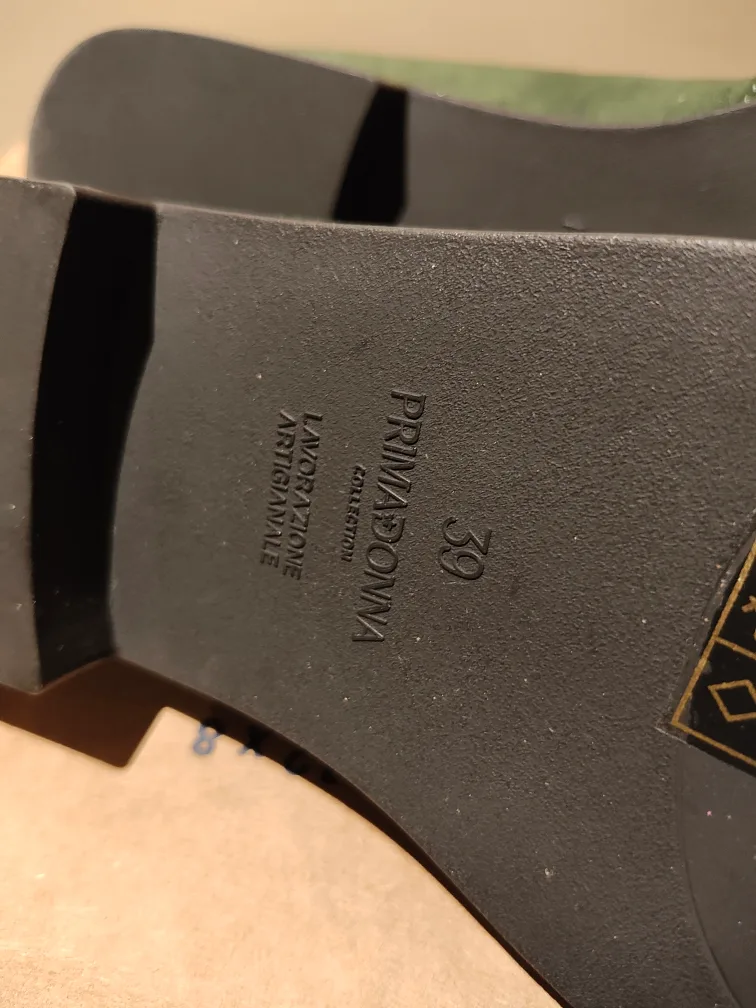 39
PRIMADONNA
COLLECTION
LAVORAZIONE
ARTIGIANALE